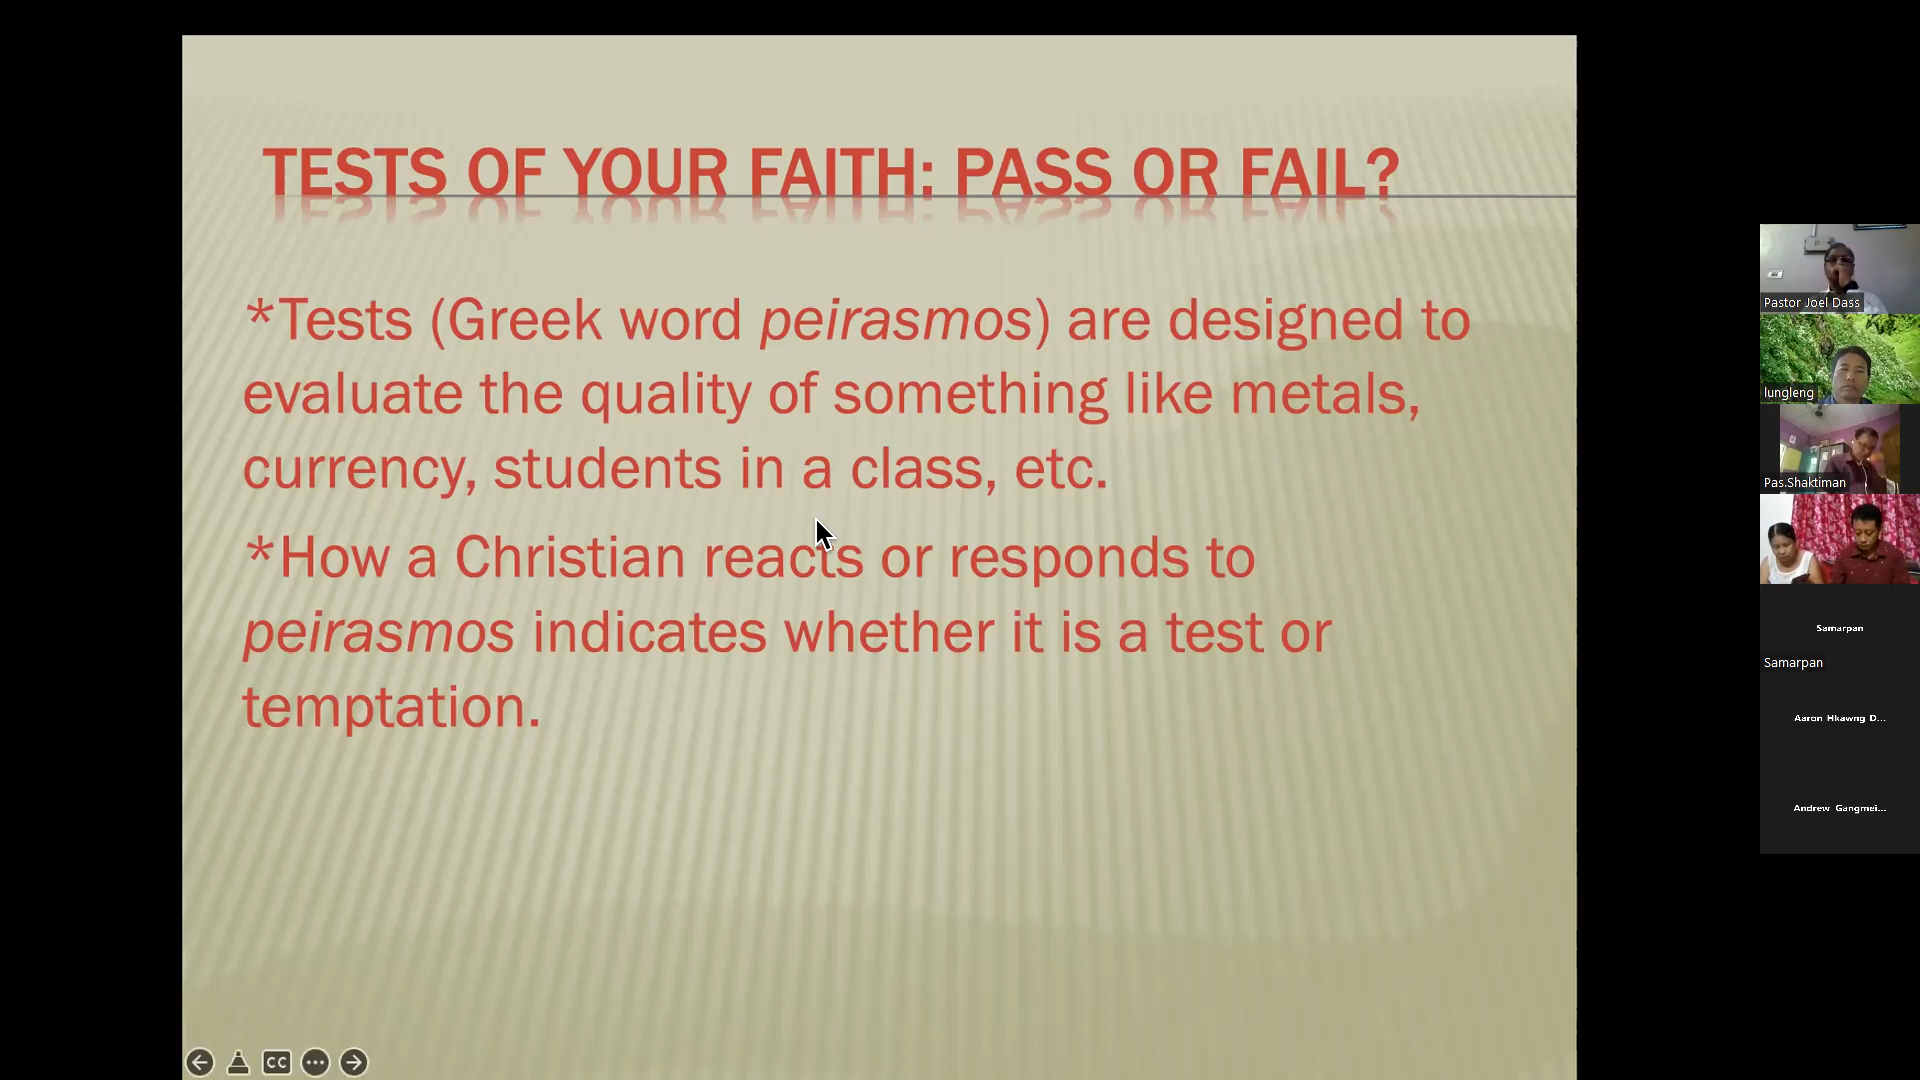 TESTS OF YOUR FAITH: PASS OR FAIL?
*Tests (Greek word peirasmos) are designed to
evaluate the quality of something like metals,
currency, students in a class, etc.
*How a Christian reacts or responds to
peirasmos indicates whether it is a test or
temptation.
CC
Pastor Joel Dass
lungleng
Pas.Shaktiman
Samarpan
Samarpan
Aaron Hkawng D...
Andrew Gangmei...